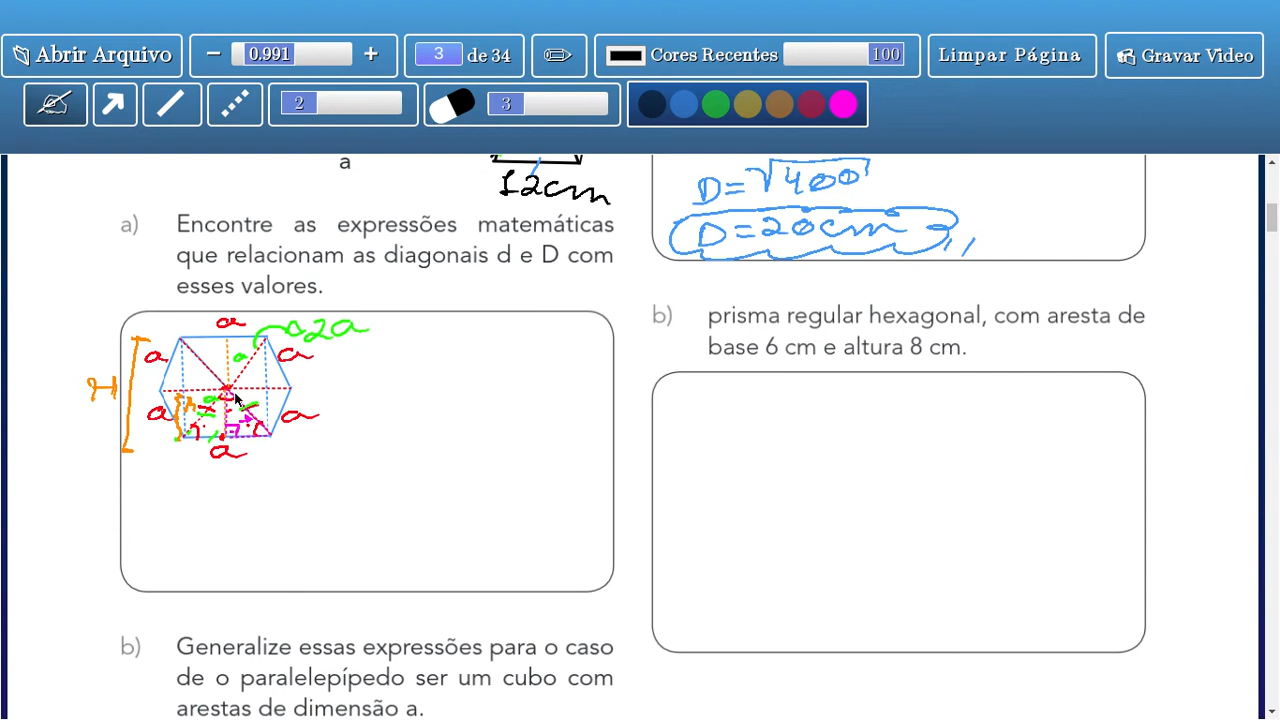 Abrir Arquivo
− 0.991 +
3 de 34
Cores Recentes 100
Limpar Página
Gravar Video
2
3
a
12cm
D=√400
D=20cm
a) Encontre as expressões matemáticas
que relacionam as diagonais d e D com
esses valores.
a
2a
a
a
a
a
H
h
a
a
a
b) Generalize essas expressões para o caso
de o paralelepípedo ser um cubo com
arestas de dimensão a.
b) prisma regular hexagonal, com aresta de
base 6 cm e altura 8 cm.